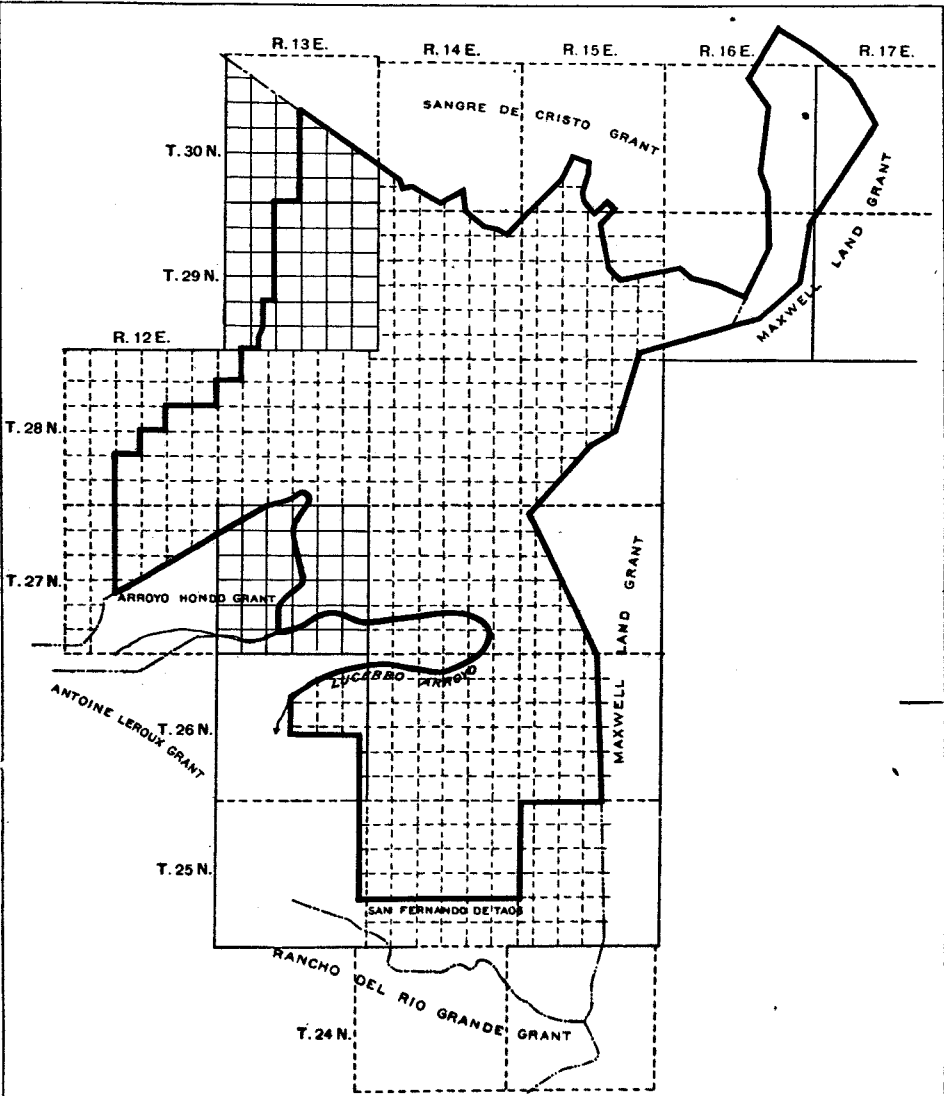 R. 13 E.
R. 14 E.
R. 15 E.
R. 16 E.
R. 17 E.
SANGRE DE CRISTO GRANT
T. 30 N.
MAXWELL LAND GRANT
T. 29 N.
R. 12 E.
T. 28 N.
T. 27 N.
ARROYO HONDO GRANT
MAXWELL LAND GRANT
LUCERBO ARROYO
ANTOINE LEROUX GRANT
T. 26 N.
T. 25 N.
SAN FERNANDO DE TAOS
RANCHO DEL RIO GRANDE GRANT
T. 24 N.